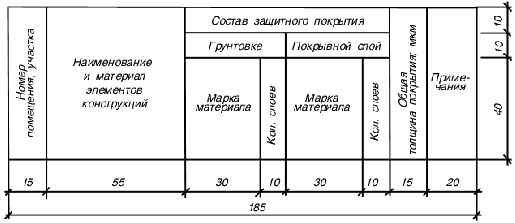 Состав защитного покрытия
Номер
помещения, участка
Наименование
и материал
элементов
конструкций
Грунтовке
Покрывной слой
Марка
материала
Кол. слоев
Марка
материала
Кол. слоев
Общая
толщина покрытия: мкм
Приме-
чания
10
10
40
15
55
30
10
30
10
15
20
185